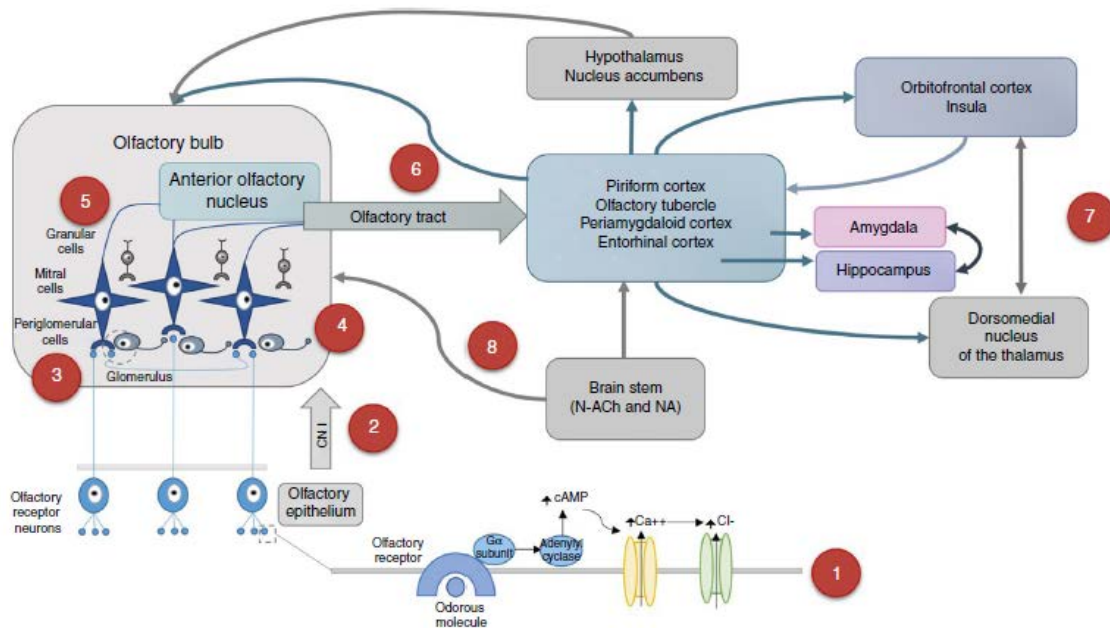 Hypothalamus
Nucleus accumbens
Orbitofrontal cortex
Insula
Olfactory bulb
6
Anterior olfactory
nucleus
5
Olfactory tract
Piriform cortex
Olfactory tubercle
Periamygdaloid cortex
Entorhinal cortex
7
Granular
cells
Amygdala
Mitral
cells
Hippocampus
Periglomerular
cells
4
8
Dorsomedial
nucleus
of the thalamus
3
Glomerulus
Brain stem
(N-ACh and NA)
CN I
2
Olfactory
receptor
neurons
Olfactory
epithelium
cAMP
Ca++
Cl-
Olfactory
receptor
Gα
subunit
Adenylyl
cyclase
1
Odorous
molecule